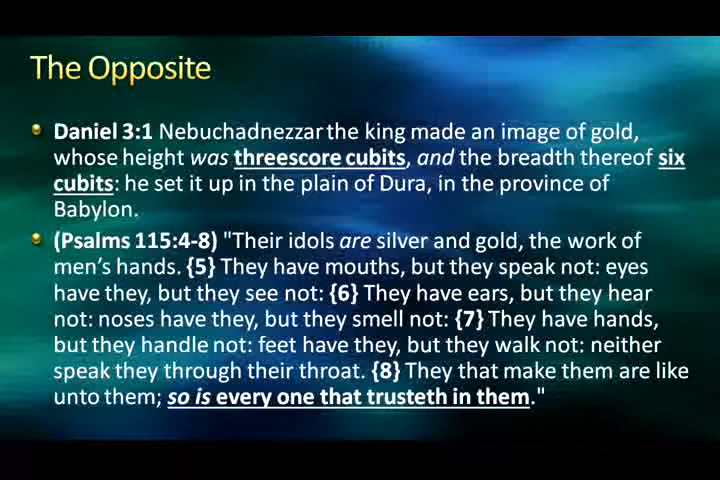 The Opposite
Daniel 3:1 Nebuchadnezzar the king made an image of gold,
whose height was threescore cubits, and the breadth thereof six
cubits: he set it up in the plain of Dura, in the province of
Babylon.
(Psalms 115:4-8) "Their idols are silver and gold, the work of
men's hands. {5} They have mouths, but they speak not: eyes
have they, but they see not: {6} They have ears, but they hear
not: noses have they, but they smell not: {7} They have hands,
but they handle not: feet have they, but they walk not: neither
speak they through their throat. {8} They that make them are like
unto them; so is every one that trusteth in them."